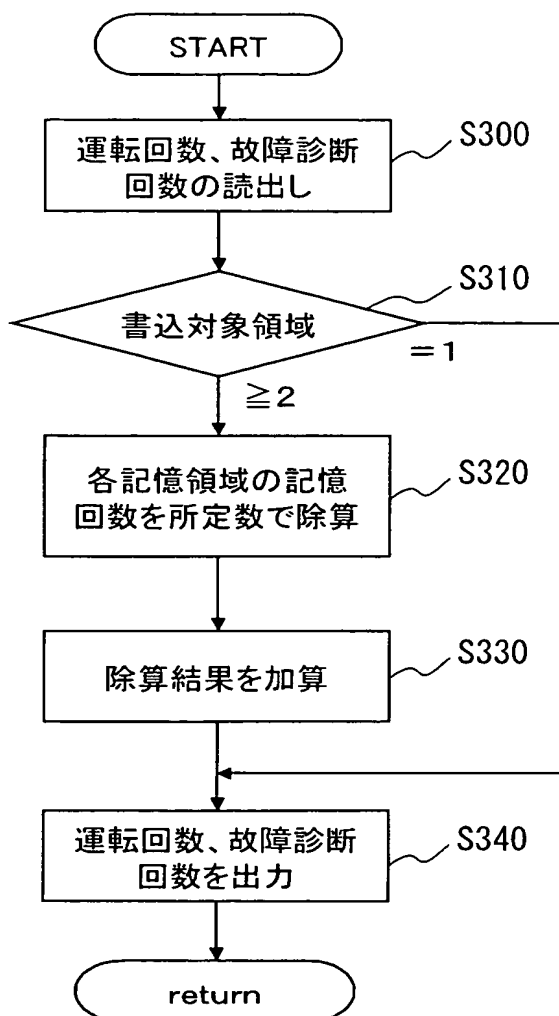 START
運転回数、故障診断
回数の読出し
S300
書込対象領域
S310
=1
≧2
各記憶領域の記憶
回数を所定数で除算
S320
除算結果を加算
S330
運転回数、故障診断
回数を出力
S340
return